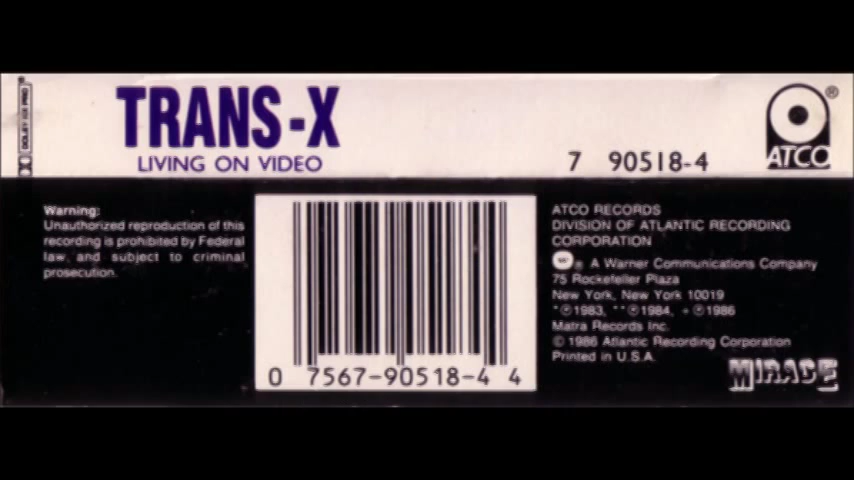 DOLBY HX PRO
TRANS-X
LIVING ON VIDEO
7 90518-4
®
ATCO
Warning:
Unauthorized reproduction of this
recording is prohibited by Federal
law and subject to criminal
prosecution.
0 7567-90518-4 4
ATCO RECORDS
DIVISION OF ATLANTIC RECORDING
CORPORATION
® A Warner Communications Company
75 Rockefeller Plaza
New York, New York 10019
*℗1983, **℗1984, +℗1986
Matra Records Inc.
© 1986 Atlantic Recording Corporation
Printed in U.S.A.
MIRAGE